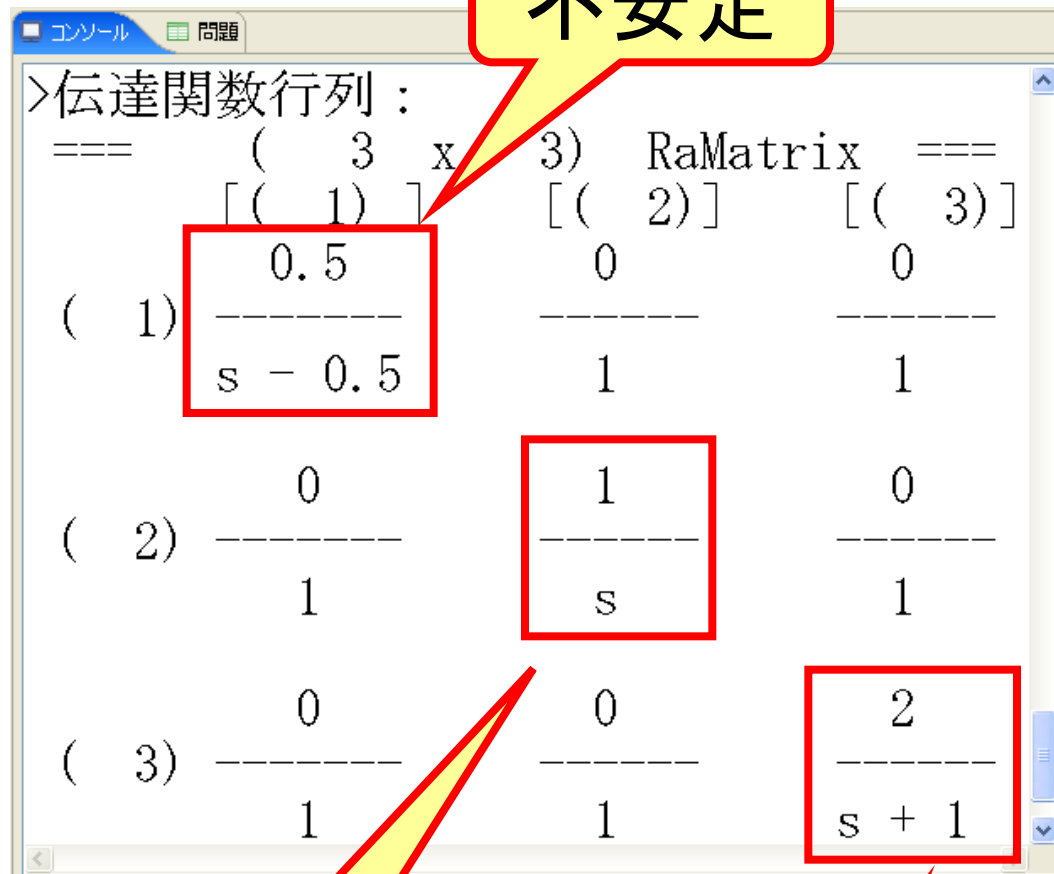 不安定
コンソール 問題
>伝達関数行列：
=== ( 3 x 3) RaMatrix ===
[( 1) ] [( 2)] [( 3)]
0.5 0 0
( 1) ------- ------ ------
s - 0.5 1 1
0 1 0
( 2) ------- ------ ------
1 s 1
0 0 2
( 3) ------- ------ ------
1 1 s + 1